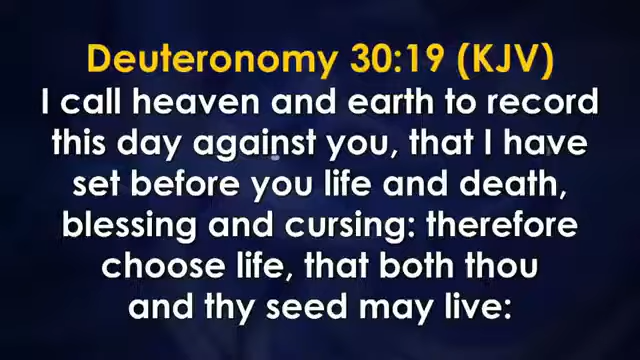 Deuteronomy 30:19 (KJV)
I call heaven and earth to record
this day against you, that I have
set before you life and death,
blessing and cursing: therefore
choose life, that both thou
and thy seed may live: